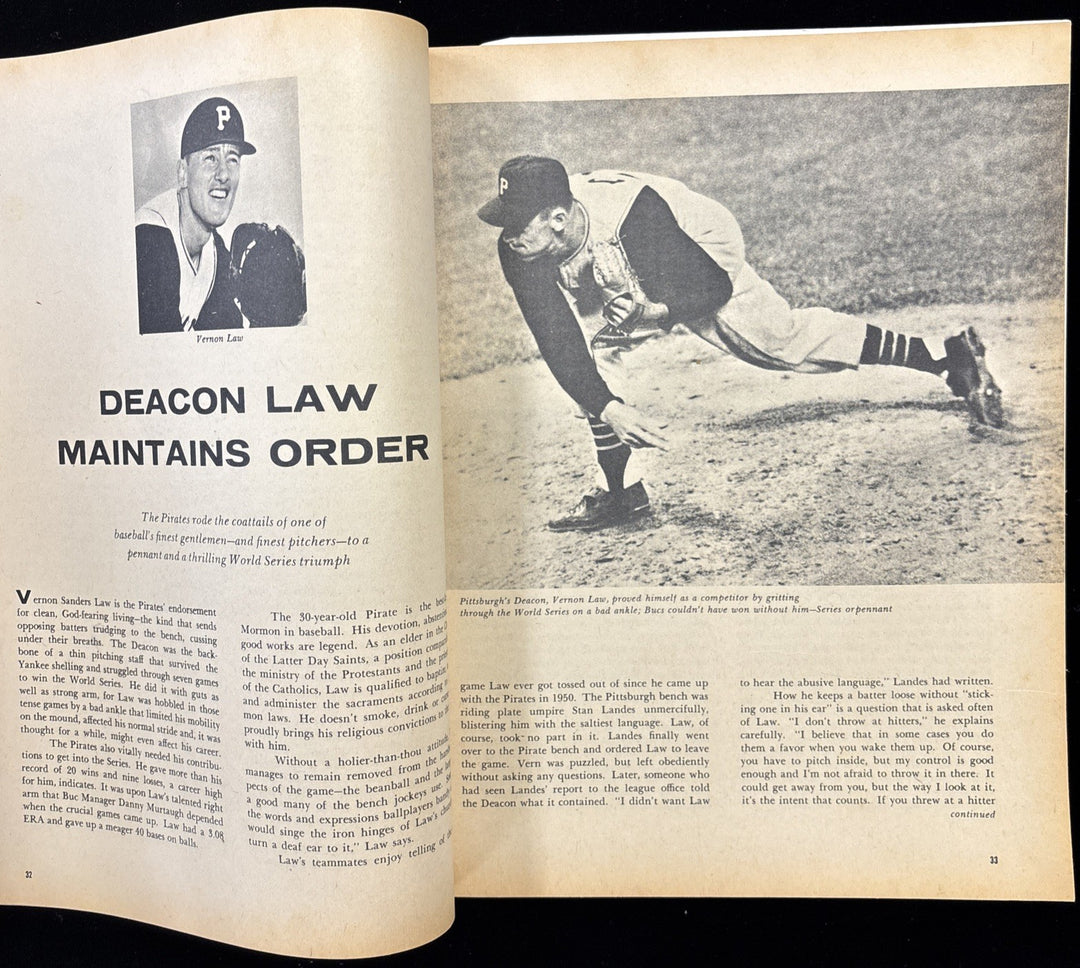 P
Vernon Law
DEACON LAW
MAINTAINS ORDER
The Pirates rode the coattails of one of
baseball's finest gentlemen—and finest pitchers—to a
pennant and a thrilling World Series triumph
Vernon Sanders Law is the Pirates' endorsement
for clean, God-fearing living—the kind that sends
opposing batters trudging to the bench, cussing
under their breaths. The Deacon was the back-
bone of a thin pitching staff that survived the
Yankee shelling and struggled through seven games
to win the World Series. He did it with guts as
well as strong arm, for Law was hobbled in those
tense games by a bad ankle that limited his mobility
on the mound, affected his normal stride and, it was
thought for a while, might even affect his career.
The Pirates also vitally needed his contribu-
tions to get into the Series. He gave more than his
record of 20 wins and nine losses, a career high
for him, indicates. It was upon Law's talented right
arm that Buc Manager Danny Murtaugh depended
when the crucial games came up. Law had a 3.08
ERA and gave up a meager 40 bases on balls.
32
The 30-year-old Pirate is the
Mormon in baseball. His devotion,
good works are legend. As an elder in the
of the Latter Day Saints, a position
the ministry of the Protestants and the
of the Catholics, Law is qualified to
and administer the sacraments according
mon laws. He doesn't smoke, drink or
proudly brings his religious convictions
with him.
Without a holier-than-thou
manages to remain removed from the
pects of the game—the beanball and the
a good many of the bench jockeys use.
the words and expressions ballplayers
would singe the iron hinges of Law's
turn a deaf ear to it," Law says.
Law's teammates enjoy telling of
P
Pittsburgh's Deacon, Vernon Law, proved himself as a competitor by gritting
through the World Series on a bad ankle; Bucs couldn't have won without him—Series or pennant
game Law ever got tossed out of since he came up
with the Pirates in 1950. The Pittsburgh bench was
riding plate umpire Stan Landes unmercifully,
blistering him with the saltiest language. Law, of
course, took no part in it. Landes finally went
over to the Pirate bench and ordered Law to leave
the game. Vern was puzzled, but left obediently
without asking any questions. Later, someone who
had seen Landes' report to the league office told
the Deacon what it contained. "I didn't want Law
to hear the abusive language," Landes had written.
How he keeps a batter loose without "stick-
ing one in his ear" is a question that is asked often
of Law. "I don't throw at hitters," he explains
carefully. "I believe that in some cases you do
them a favor when you wake them up. Of course,
you have to pitch inside, but my control is good
enough and I'm not afraid to throw it in there. It
could get away from you, but the way I look at it,
it's the intent that counts. If you threw at a hitter
continued
33